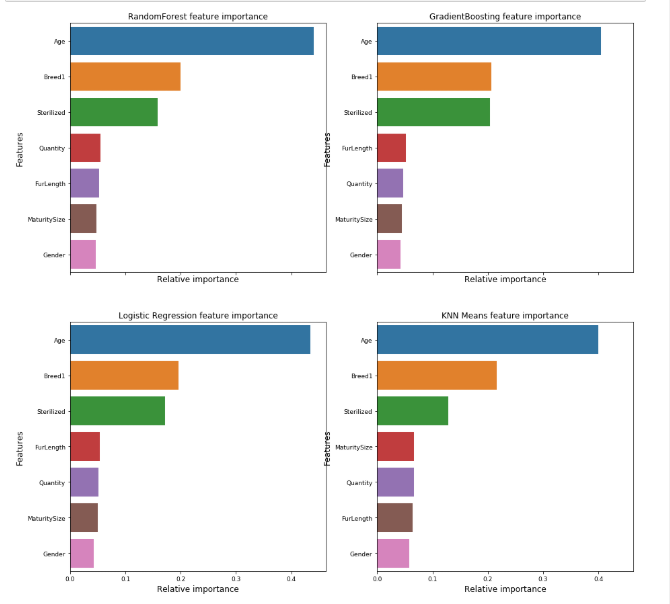 RandomForest feature importance
Age
Breed1
Sterilized
Quantity
FurLength
MaturitySize
Gender
Features
Relative importance
GradientBoosting feature importance
Age
Breed1
Sterilized
FurLength
Quantity
MaturitySize
Gender
Features
Relative importance
Logistic Regression feature importance
Age
Breed1
Sterilized
FurLength
Quantity
MaturitySize
Gender
Features
0.0 0.1 0.2 0.3 0.4
Relative importance
KNN Means feature importance
Age
Breed1
Sterilized
MaturitySize
Quantity
FurLength
Gender
Features
0.0 0.1 0.2 0.3 0.4
Relative importance